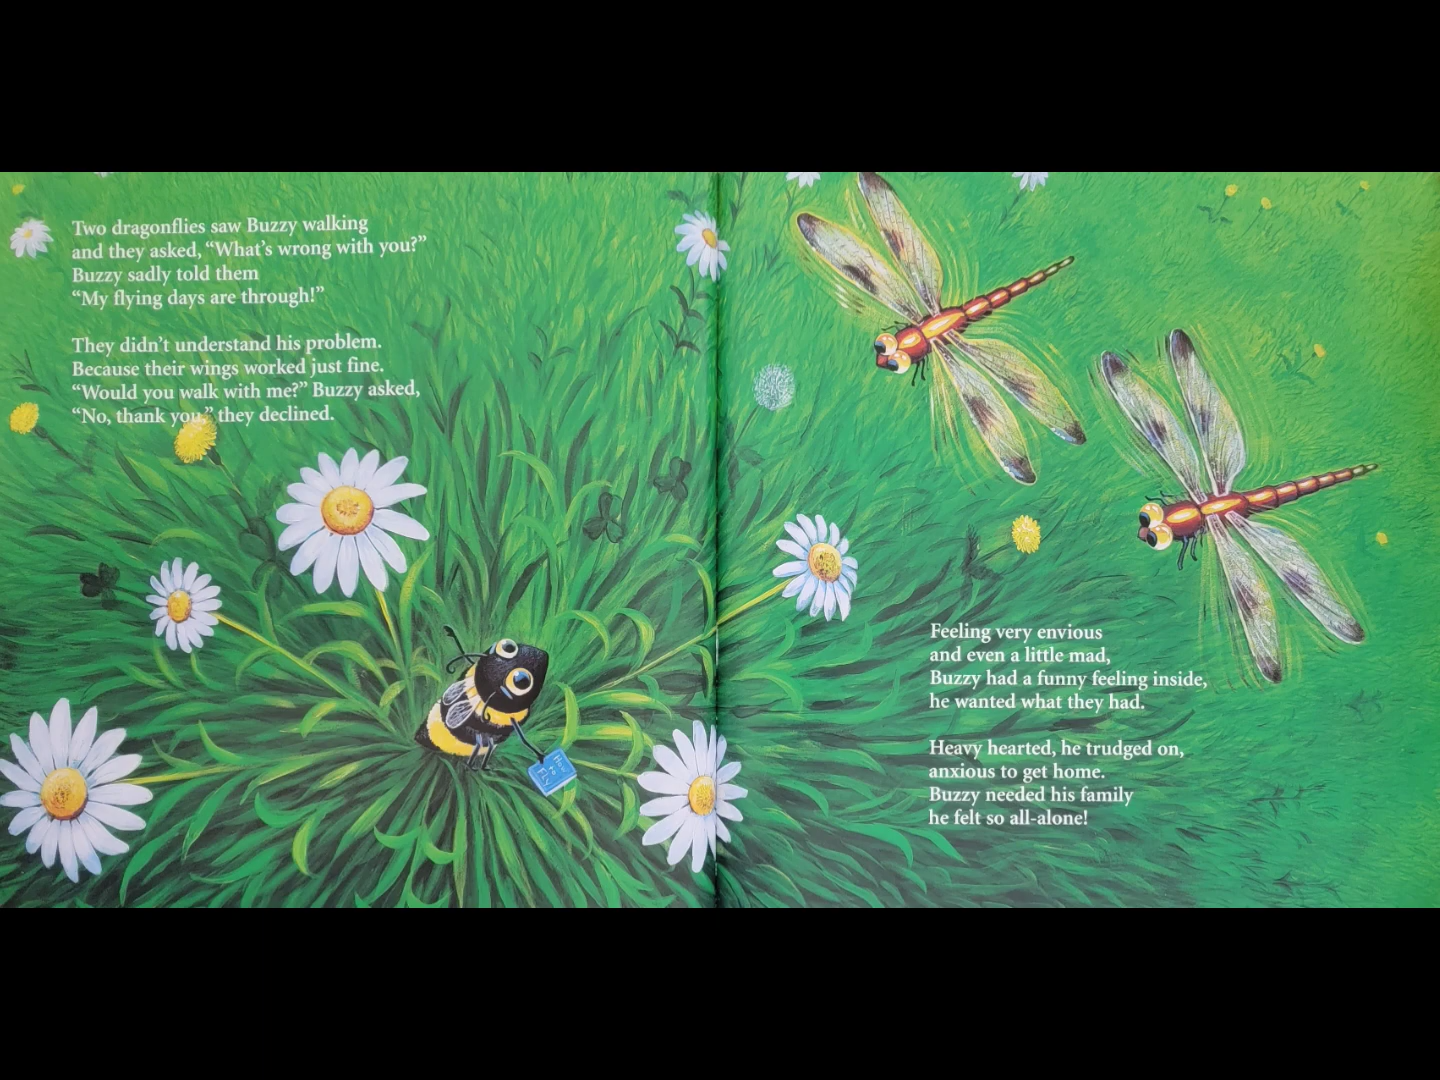 Two dragonflies saw Buzzy walking
and they asked, “What’s wrong with you?”
Buzzy sadly told them
“My flying days are through!”
They didn’t understand his problem.
Because their wings worked just fine.
“Would you walk with me?” Buzzy asked,
“No, thank you,” they declined.
How
to
Fly
Feeling very envious
and even a little mad,
Buzzy had a funny feeling inside,
he wanted what they had.
Heavy hearted, he trudged on,
anxious to get home.
Buzzy needed his family
he felt so all-alone!